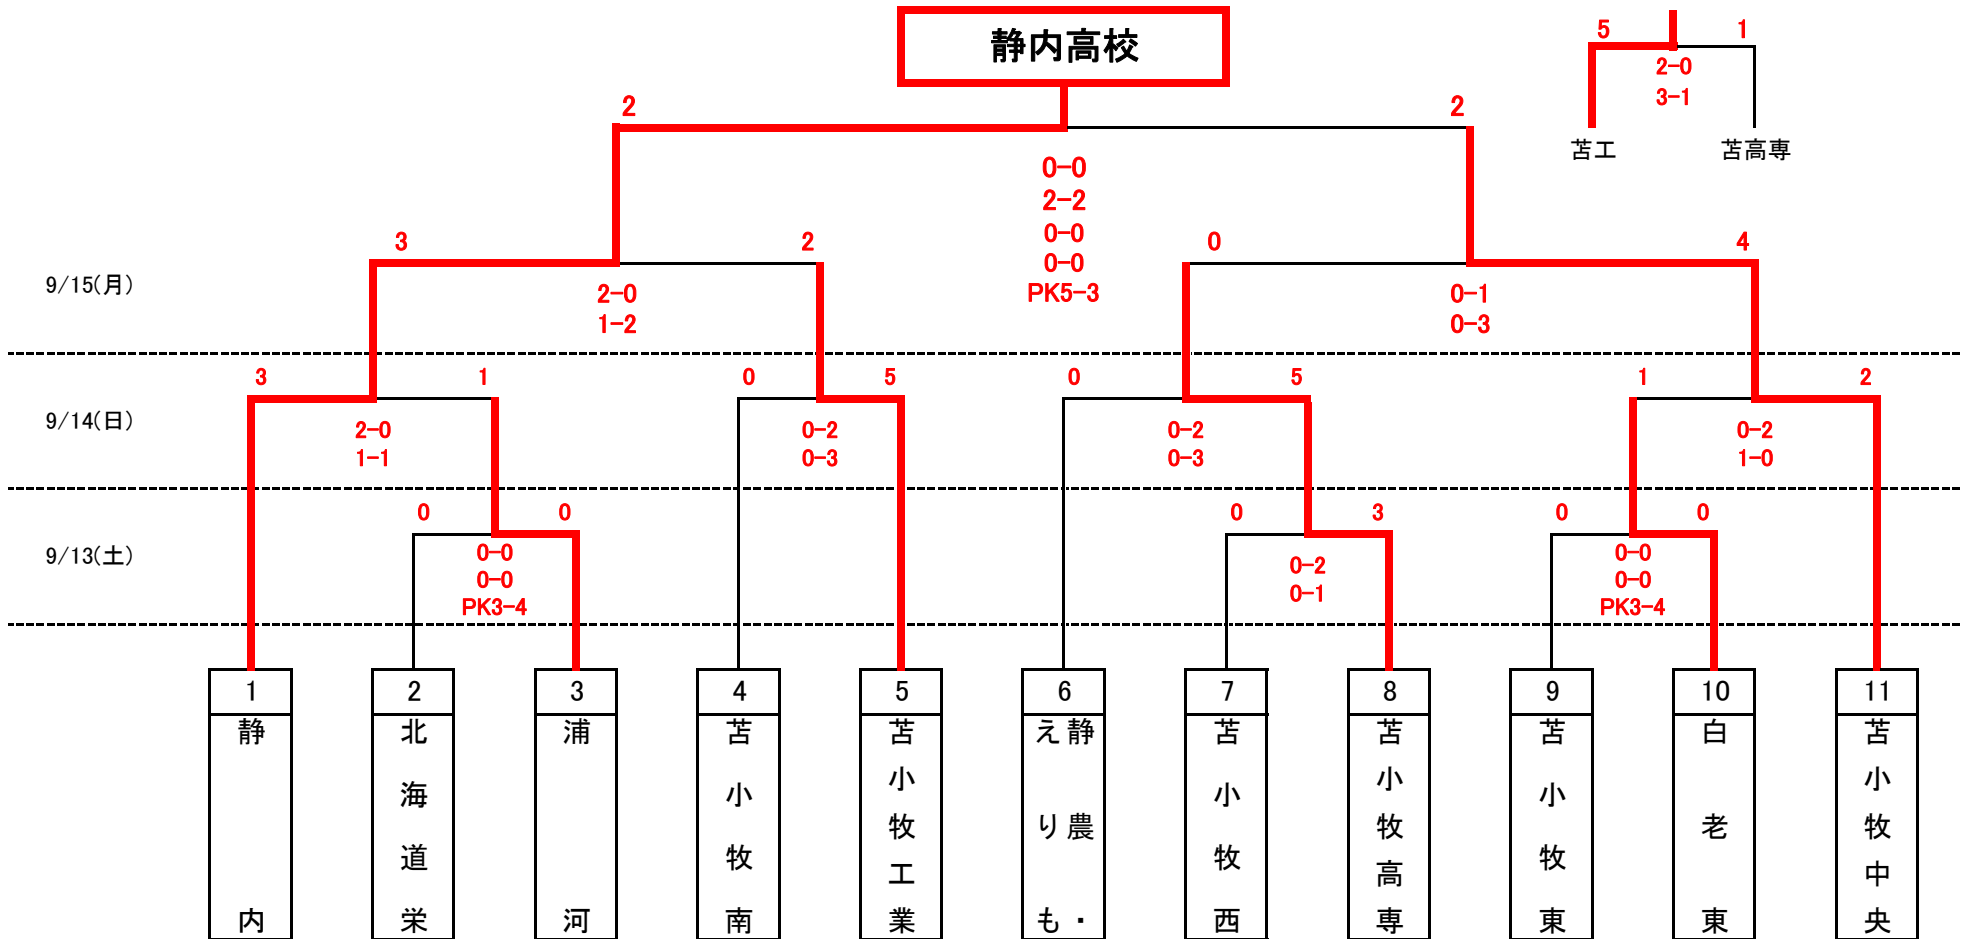 静内高校
5 1
2-0
3-1
苫工 苫高専
2 2
0-0
2-2
0-0
0-0
PK5-3
3 2 0 4
9/15(月)
2-0
1-2
0-1
0-3
3 1 0 5 0 5 1 2
9/14(日)
2-0
1-1
0-2
0-3
0-2
0-3
0-2
1-0
0 0 0 3 0 0
9/13(土)
0-0
0-0
PK3-4
0-2
0-1
0-0
0-0
PK3-4
1
静内
2
北海道栄
3
浦河
4
苫小牧南
5
苫小牧工業
6
静農・
えりも
7
苫小牧西
8
苫小牧高専
9
苫小牧東
10
白老東
11
苫小牧中央